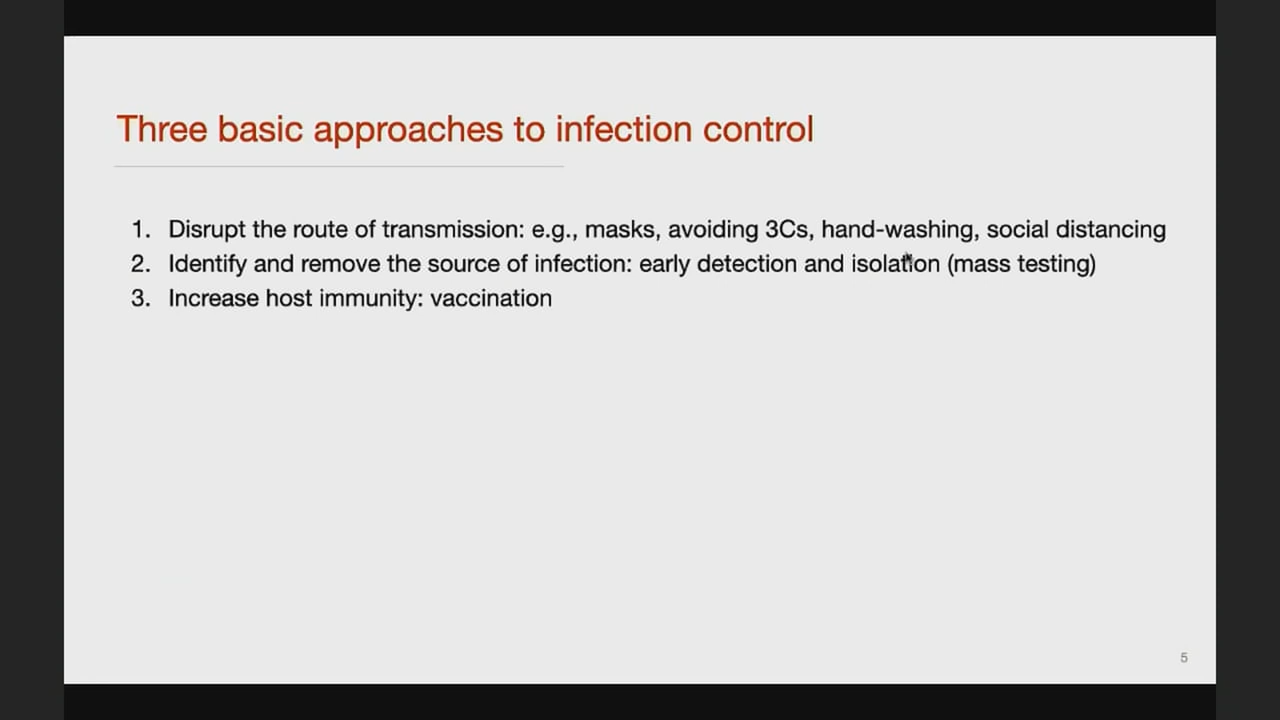 Three basic approaches to infection control
1. Disrupt the route of transmission: e.g., masks, avoiding 3Cs, hand-washing, social distancing
2. Identify and remove the source of infection: early detection and isolation (mass testing)
3. Increase host immunity: vaccination
5